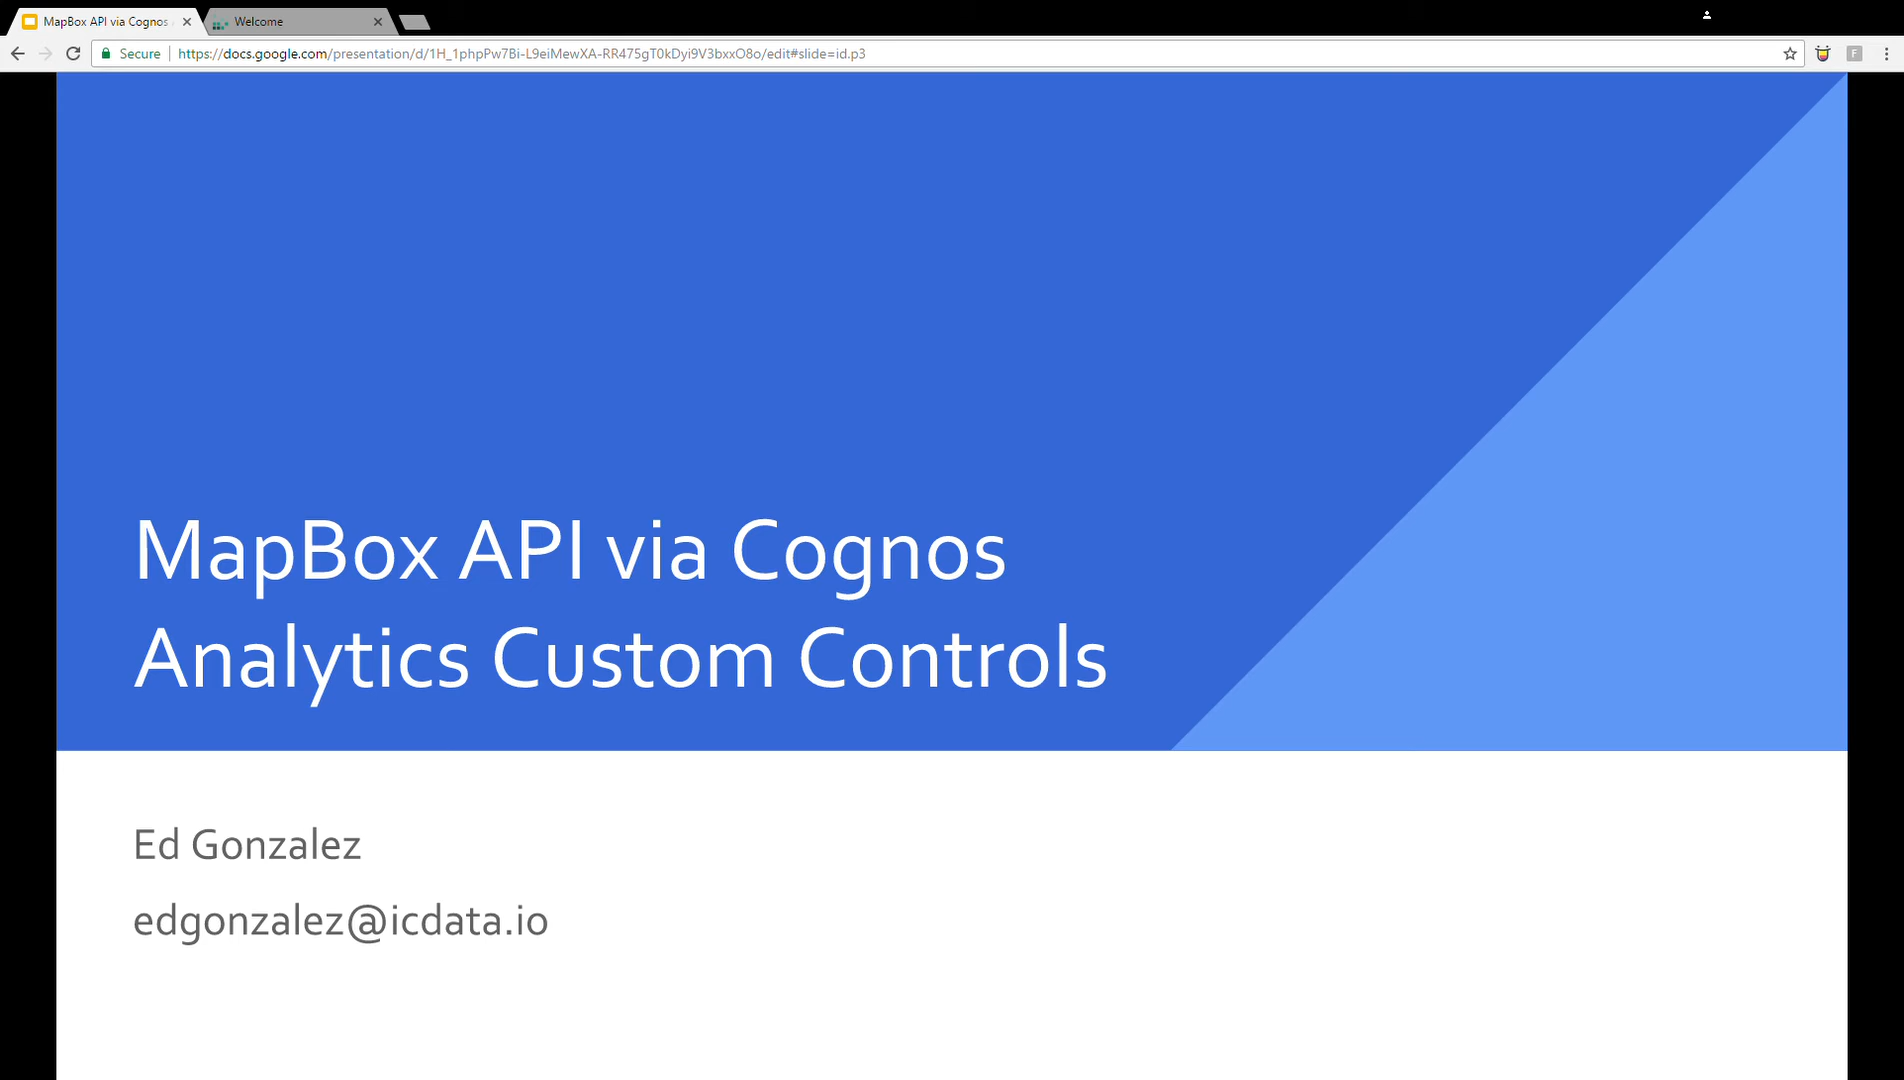 MapBox API via Cognos
Welcome
Secure
https://docs.google.com/presentation/d/1H_1phpPw7Bi-L9eiMewXA-RR475gT0kDyi9V3bxxO8o/edit#slide=id.p3
F
MapBox API via Cognos
Analytics Custom Controls
Ed Gonzalez
edgonzalez@icdata.io